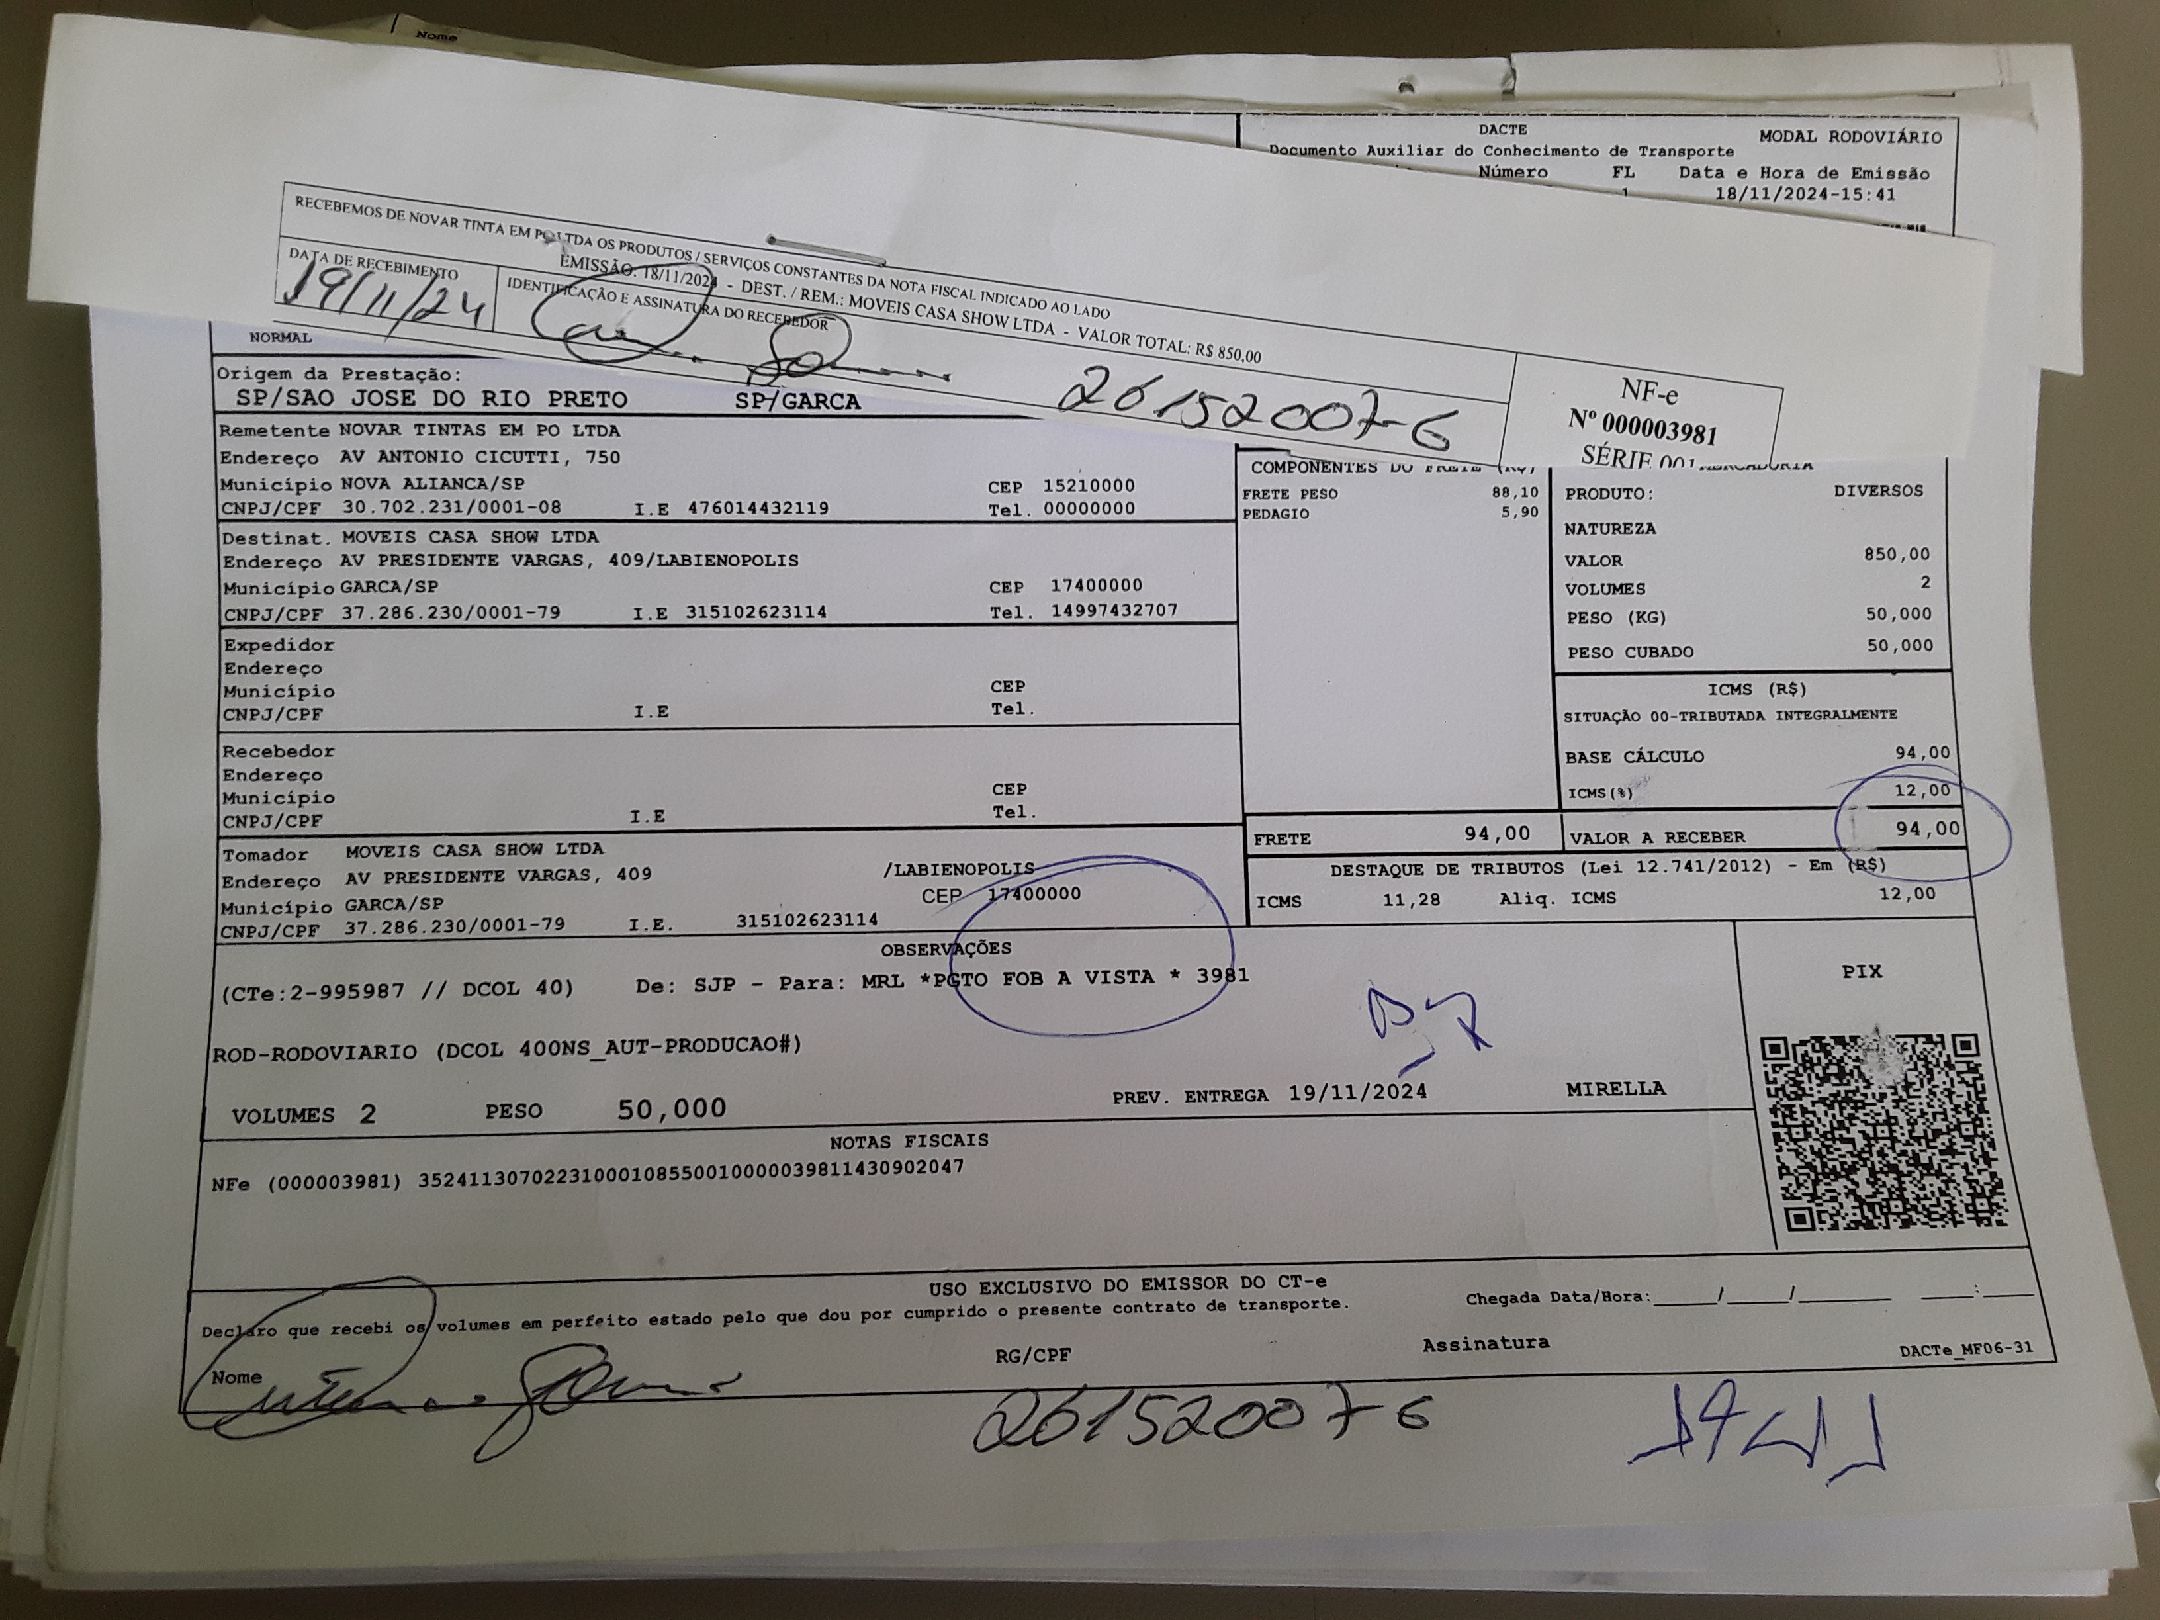 Nome
DACTE
MODAL RODOVIÁRIO
Documento Auxiliar do Conhecimento de Transporte
Número FL Data e Hora de Emissão
1 18/11/2024-15:41
RECEBEMOS DE NOVAR TINTA EM PO LTDA OS PRODUTOS / SERVIÇOS CONSTANTES DA NOTA FISCAL INDICADO AO LADO
EMISSÃO: 18/11/2024 - DEST. / REM.: MOVEIS CASA SHOW LTDA - VALOR TOTAL: R$ 850,00
DATA DE RECEBIMENTO
19/11/24
IDENTIFICAÇÃO E ASSINATURA DO RECEBEDOR
26152007-6
NF-e
Nº 000003981
SÉRIE 001
NORMAL
Origem da Prestação:
SP/SAO JOSE DO RIO PRETO SP/GARCA
Remetente NOVAR TINTAS EM PO LTDA
Endereço AV ANTONIO CICUTTI, 750
Município NOVA ALIANCA/SP CEP 15210000
CNPJ/CPF 30.702.231/0001-08 I.E 476014432119 Tel. 00000000
Destinat. MOVEIS CASA SHOW LTDA
Endereço AV PRESIDENTE VARGAS, 409/LABIENOPOLIS
Município GARCA/SP CEP 17400000
CNPJ/CPF 37.286.230/0001-79 I.E 315102623114 Tel. 14997432707
Expedidor
Endereço
Município CEP
CNPJ/CPF I.E Tel.
Recebedor
Endereço
Município CEP
CNPJ/CPF I.E Tel.
Tomador MOVEIS CASA SHOW LTDA
Endereço AV PRESIDENTE VARGAS, 409 /LABIENOPOLIS
Município GARCA/SP CEP 17400000
CNPJ/CPF 37.286.230/0001-79 I.E. 315102623114
COMPONENTES DO FRETE (R$)
FRETE PESO 88,10
PEDAGIO 5,90
MERCADORIA
PRODUTO: DIVERSOS
NATUREZA
VALOR 850,00
VOLUMES 2
PESO (KG) 50,000
PESO CUBADO 50,000
ICMS (R$)
SITUAÇÃO 00-TRIBUTADA INTEGRALMENTE
BASE CÁLCULO 94,00
ICMS(%) 12,00
FRETE 94,00 VALOR A RECEBER 94,00
DESTAQUE DE TRIBUTOS (Lei 12.741/2012) - Em (R$)
ICMS 11,28 Aliq. ICMS 12,00
OBSERVAÇÕES
(CTe:2-995987 // DCOL 40) De: SJP - Para: MRL *PGTO FOB A VISTA * 3981
ROD-RODOVIARIO (DCOL 400NS_AUT-PRODUCAO#)
VOLUMES 2 PESO 50,000 PREV. ENTREGA 19/11/2024 MIRELLA
PIX
NOTAS FISCAIS
NFe (000003981) 35241130702231000108550010000039811430902047
USO EXCLUSIVO DO EMISSOR DO CT-e
Declaro que recebi os volumes em perfeito estado pelo que dou por cumprido o presente contrato de transporte.
Chegada Data/Hora:_____/_____/________ ____:____
Nome RG/CPF Assinatura DACTe_MF06-31
26152007-6